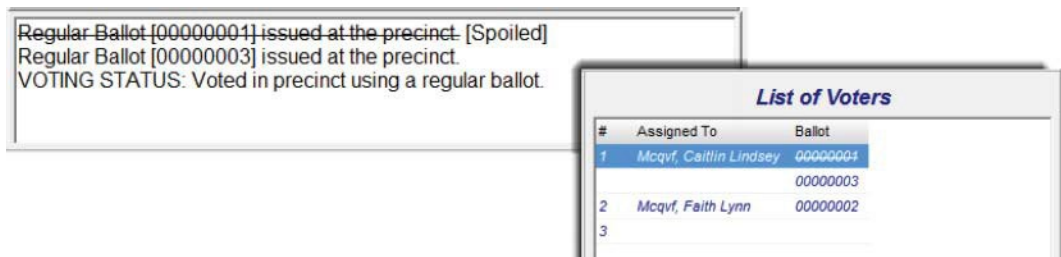 Regular Ballot [00000001] issued at the precinct. [Spoiled]
Regular Ballot [00000003] issued at the precinct.
VOTING STATUS: Voted in precinct using a regular ballot.
List of Voters
# Assigned To Ballot
1 Mcqvf, Caitlin Lindsey 00000001
00000003
2 Mcqvf, Faith Lynn 00000002
3